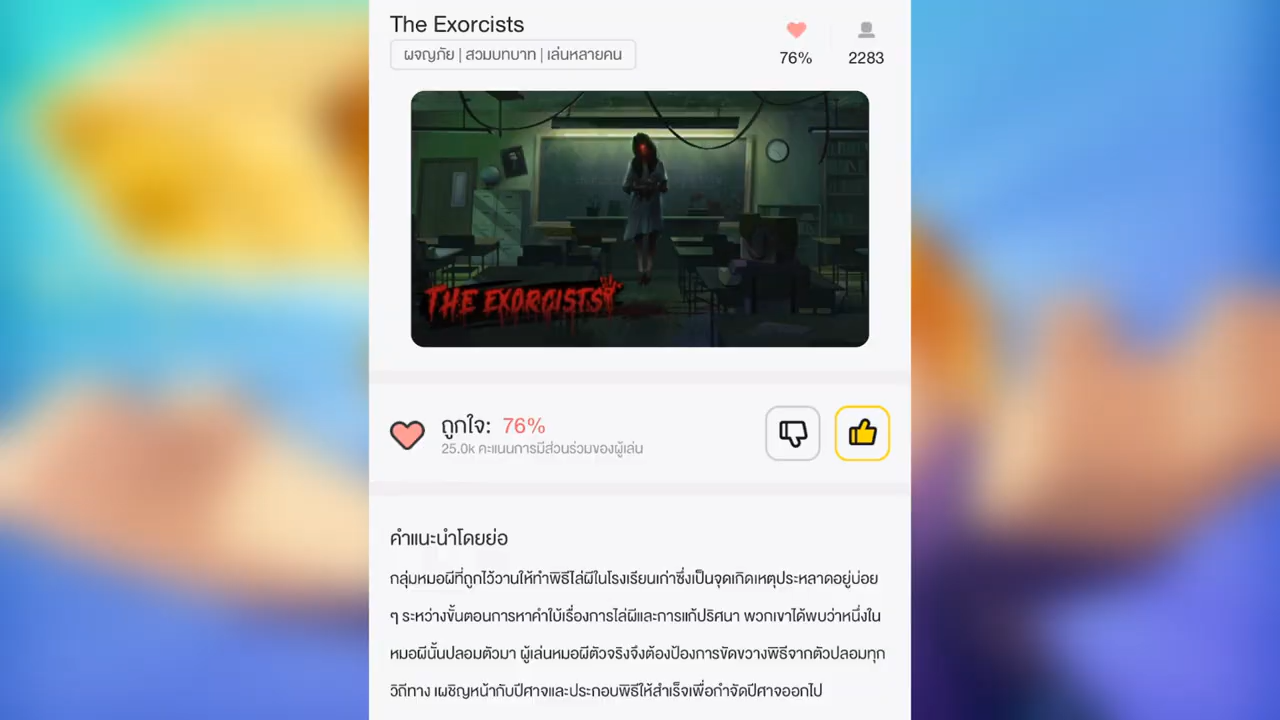 The Exorcists
ผจญภัย | สวมบทบาท | เล่นหลายคน
76%
2283
THE EXORCISTS
ถูกใจ: 76%
25.0k คะแนนการมีส่วนร่วมของผู้เล่น
คำแนะนำโดยย่อ
กลุ่มหมอผีที่ถูกไว้วานให้ทำพิธีไล่ผีในโรงเรียนเก่าซึ่งเป็นจุดเกิดเหตุประหลาดอยู่บ่อย
ๆ ระหว่างขั้นตอนการหาคำใบ้เรื่องการไล่ผีและการแก้ปริศนา พวกเขาได้พบว่าหนึ่งใน
หมอผีนั้นปลอมตัวมา ผู้เล่นหมอผีตัวจริงจึงต้องป้องการขัดขวางพิธีจากตัวปลอมทุก
วิถีทาง เผชิญหน้ากับปีศาจและประกอบพิธีให้สำเร็จเพื่อกำจัดปีศาจออกไป